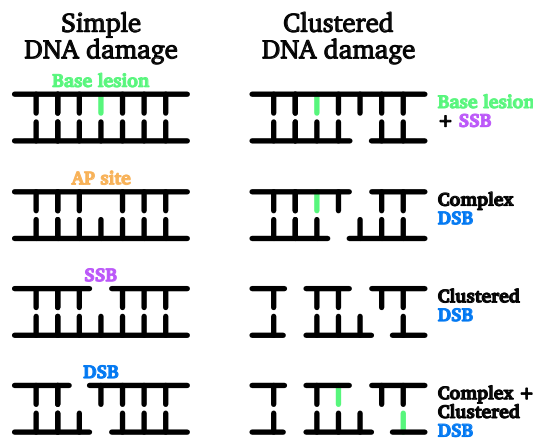 Simple
DNA damage
Clustered
DNA damage
Base lesion
Base lesion
+ SSB
AP site
Complex
DSB
SSB
Clustered
DSB
DSB
Complex +
Clustered
DSB